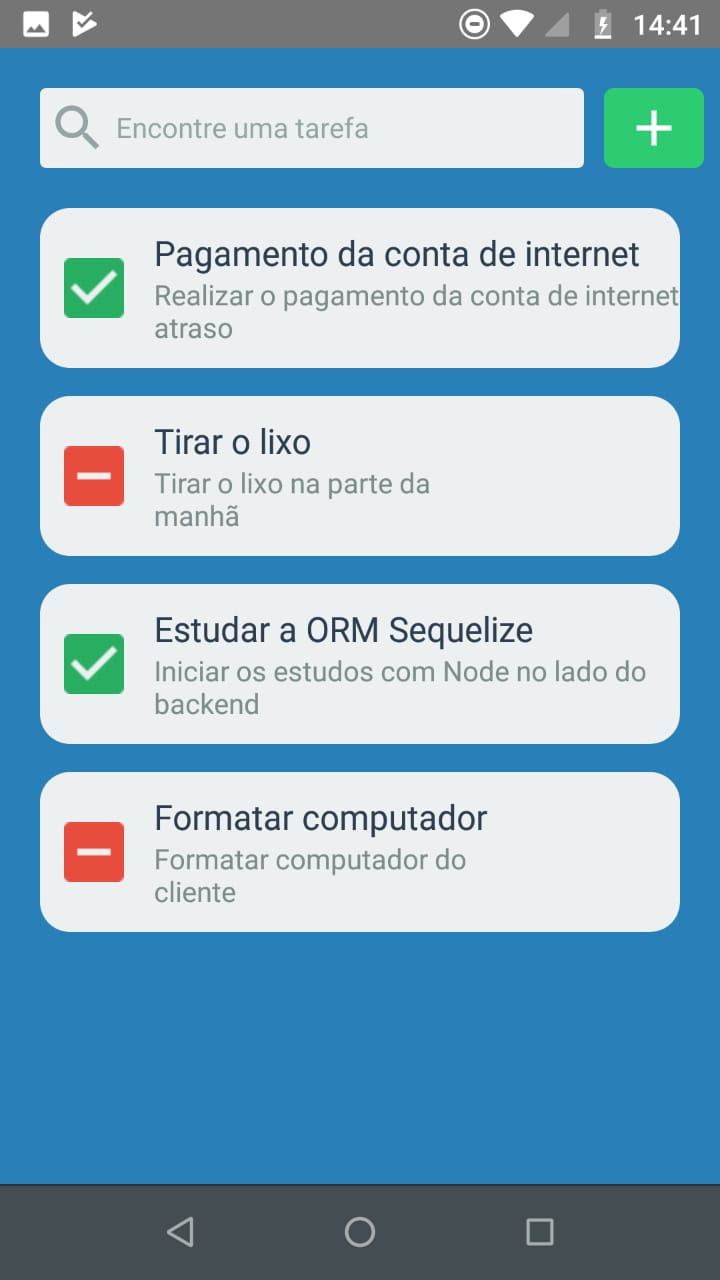 14:41
Encontre uma tarefa
Pagamento da conta de internet
Realizar o pagamento da conta de internet
atraso
Tirar o lixo
Tirar o lixo na parte da
manhã
Estudar a ORM Sequelize
Iniciar os estudos com Node no lado do
backend
Formatar computador
Formatar computador do
cliente